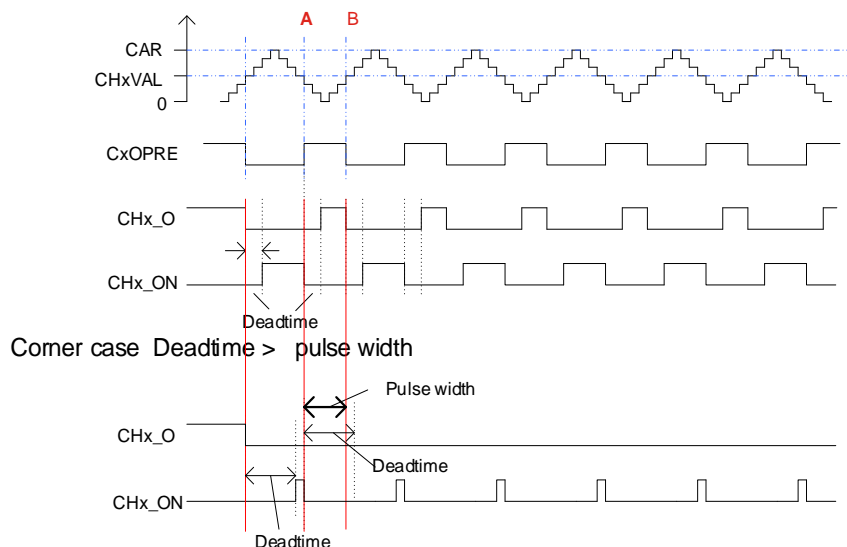 A B
CAR
CHxVAL
0
CxOPRE
CHx_O
CHx_ON
Deadtime
Corner case Deadtime > pulse width
Pulse width
CHx_O
Deadtime
CHx_ON
Deadtime